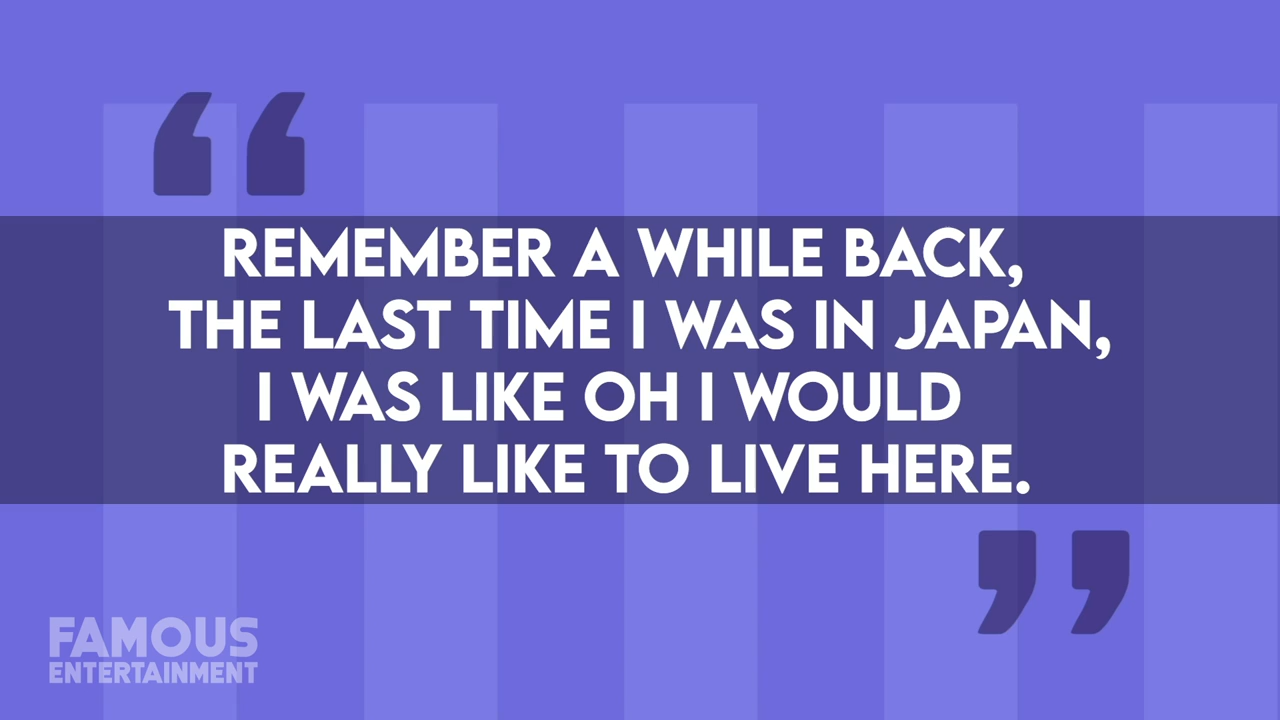 “
REMEMBER A WHILE BACK,
THE LAST TIME I WAS IN JAPAN,
I WAS LIKE OH I WOULD
REALLY LIKE TO LIVE HERE.
”
FAMOUS
ENTERTAINMENT